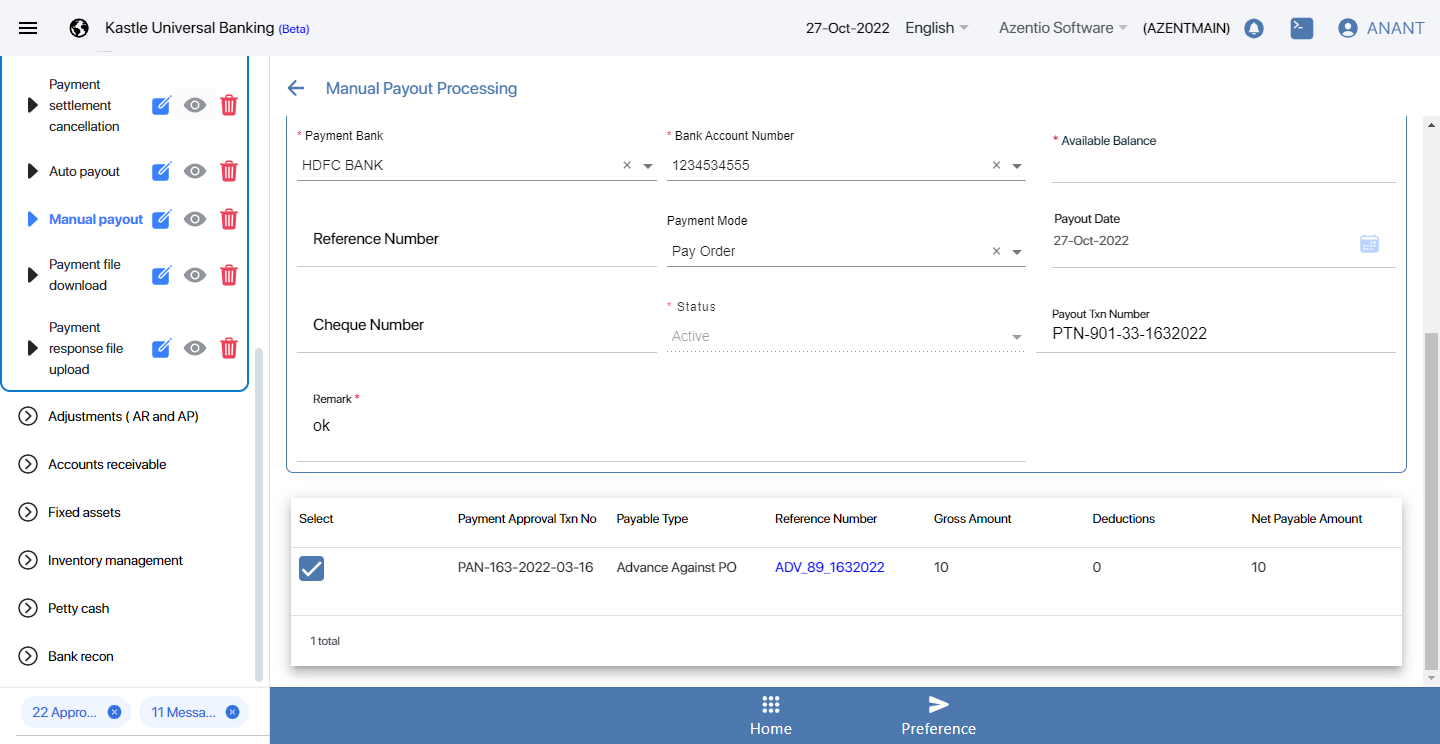 Kastle Universal Banking (Beta)
27-Oct-2022
English
Azentio Software
(AZENTMAIN)
ANANT
Payment
settlement
cancellation
Auto payout
Manual payout
Payment file
download
Payment
response file
upload
Adjustments ( AR and AP)
Accounts receivable
Fixed assets
Inventory management
Petty cash
Bank recon
22 Appro...
11 Messa...
Manual Payout Processing
* Payment Bank
HDFC BANK
* Bank Account Number
1234534555
* Available Balance
Reference Number
Payment Mode
Pay Order
Payout Date
27-Oct-2022
Cheque Number
* Status
Active
Payout Txn Number
PTN-901-33-1632022
Remark *
ok
Select Payment Approval Txn No Payable Type Reference Number Gross Amount Deductions Net Payable Amount
PAN-163-2022-03-16 Advance Against PO ADV_89_1632022 10 0 10
1 total
Home
Preference